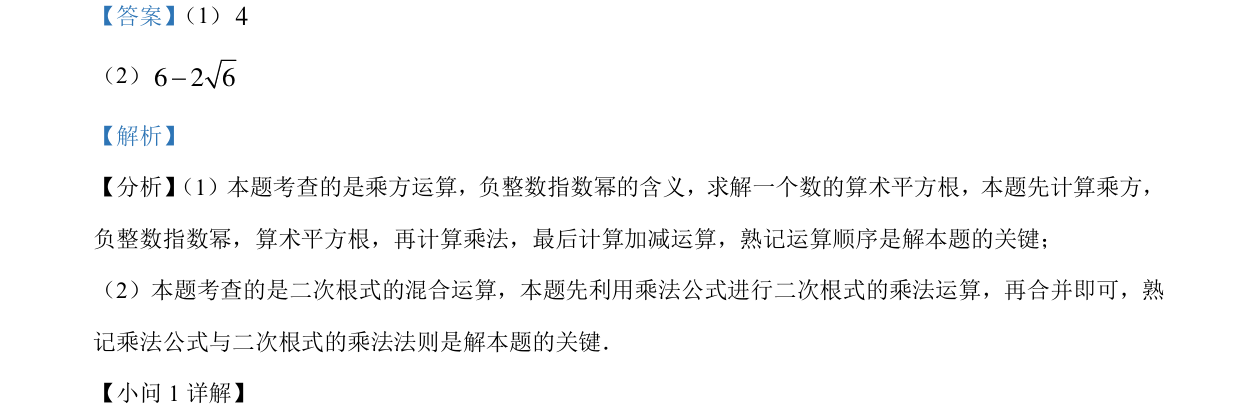 【答案】（1）4
（2）6−2√6
【解析】
【分析】（1）本题考查的是乘方运算，负整数指数幂的含义，求解一个数的算术平方根，本题先计算乘方，
负整数指数幂，算术平方根，再计算乘法，最后计算加减运算，熟记运算顺序是解本题的关键；
（2）本题考查的是二次根式的混合运算，本题先利用乘法公式进行二次根式的乘法运算，再合并即可，熟
记乘法公式与二次根式的乘法法则是解本题的关键．
【小问 1 详解】